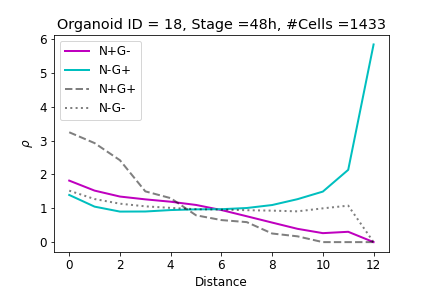 Organoid ID = 18, Stage =48h, #Cells =1433
6
5
4
3
2
1
0
ρ
N+G-
N-G+
N+G+
N-G-
0 2 4 6 8 10 12
Distance